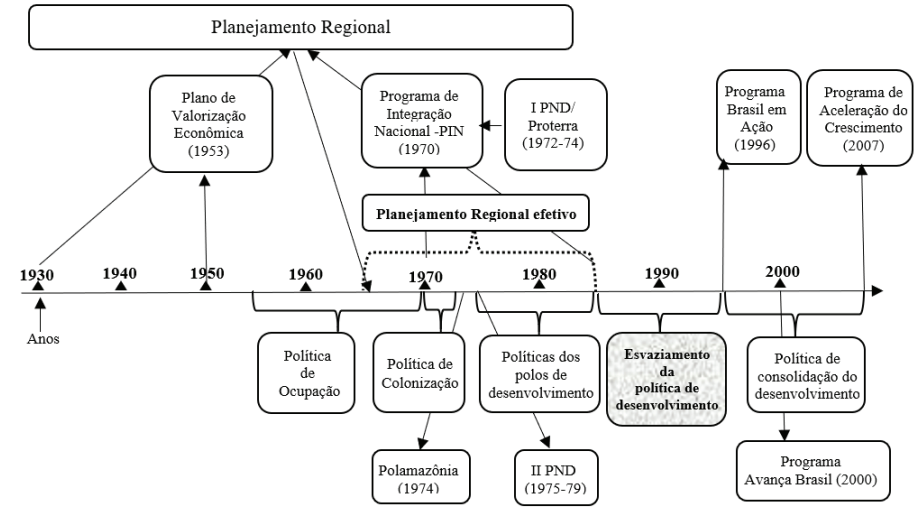 Planejamento Regional
Plano de
Valorização
Econômica
(1953)
Programa de
Integração
Nacional -PIN
(1970)
I PND/
Proterra
(1972-74)
Programa
Brasil em
Ação
(1996)
Programa de
Aceleração do
Crescimento
(2007)
Planejamento Regional efetivo
1930
1940
1950
1960
1970
1980
1990
2000
Anos
Política
de
Ocupação
Política de
Colonização
Políticas dos
polos de
desenvolvimento
Esvaziamento
da
política de
desenvolvimento
Política de
consolidação do
desenvolvimento
Polamazônia
(1974)
II PND
(1975-79)
Programa
Avança Brasil (2000)